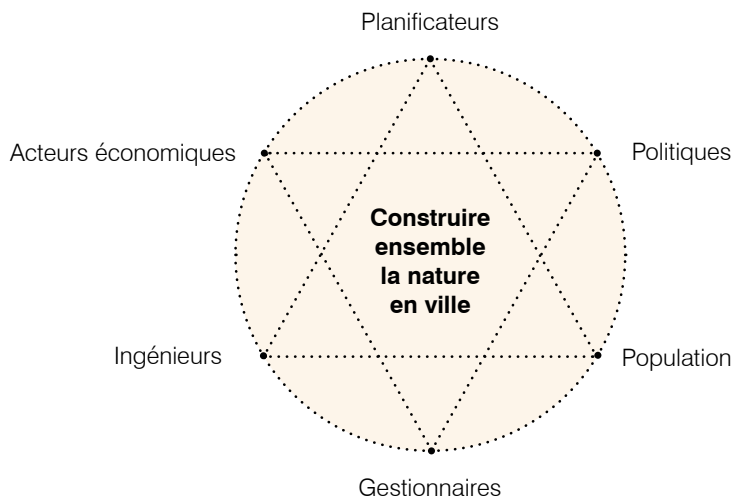 Planificateurs
Acteurs économiques
Politiques
Construire
ensemble
la nature
en ville
Ingénieurs
Population
Gestionnaires